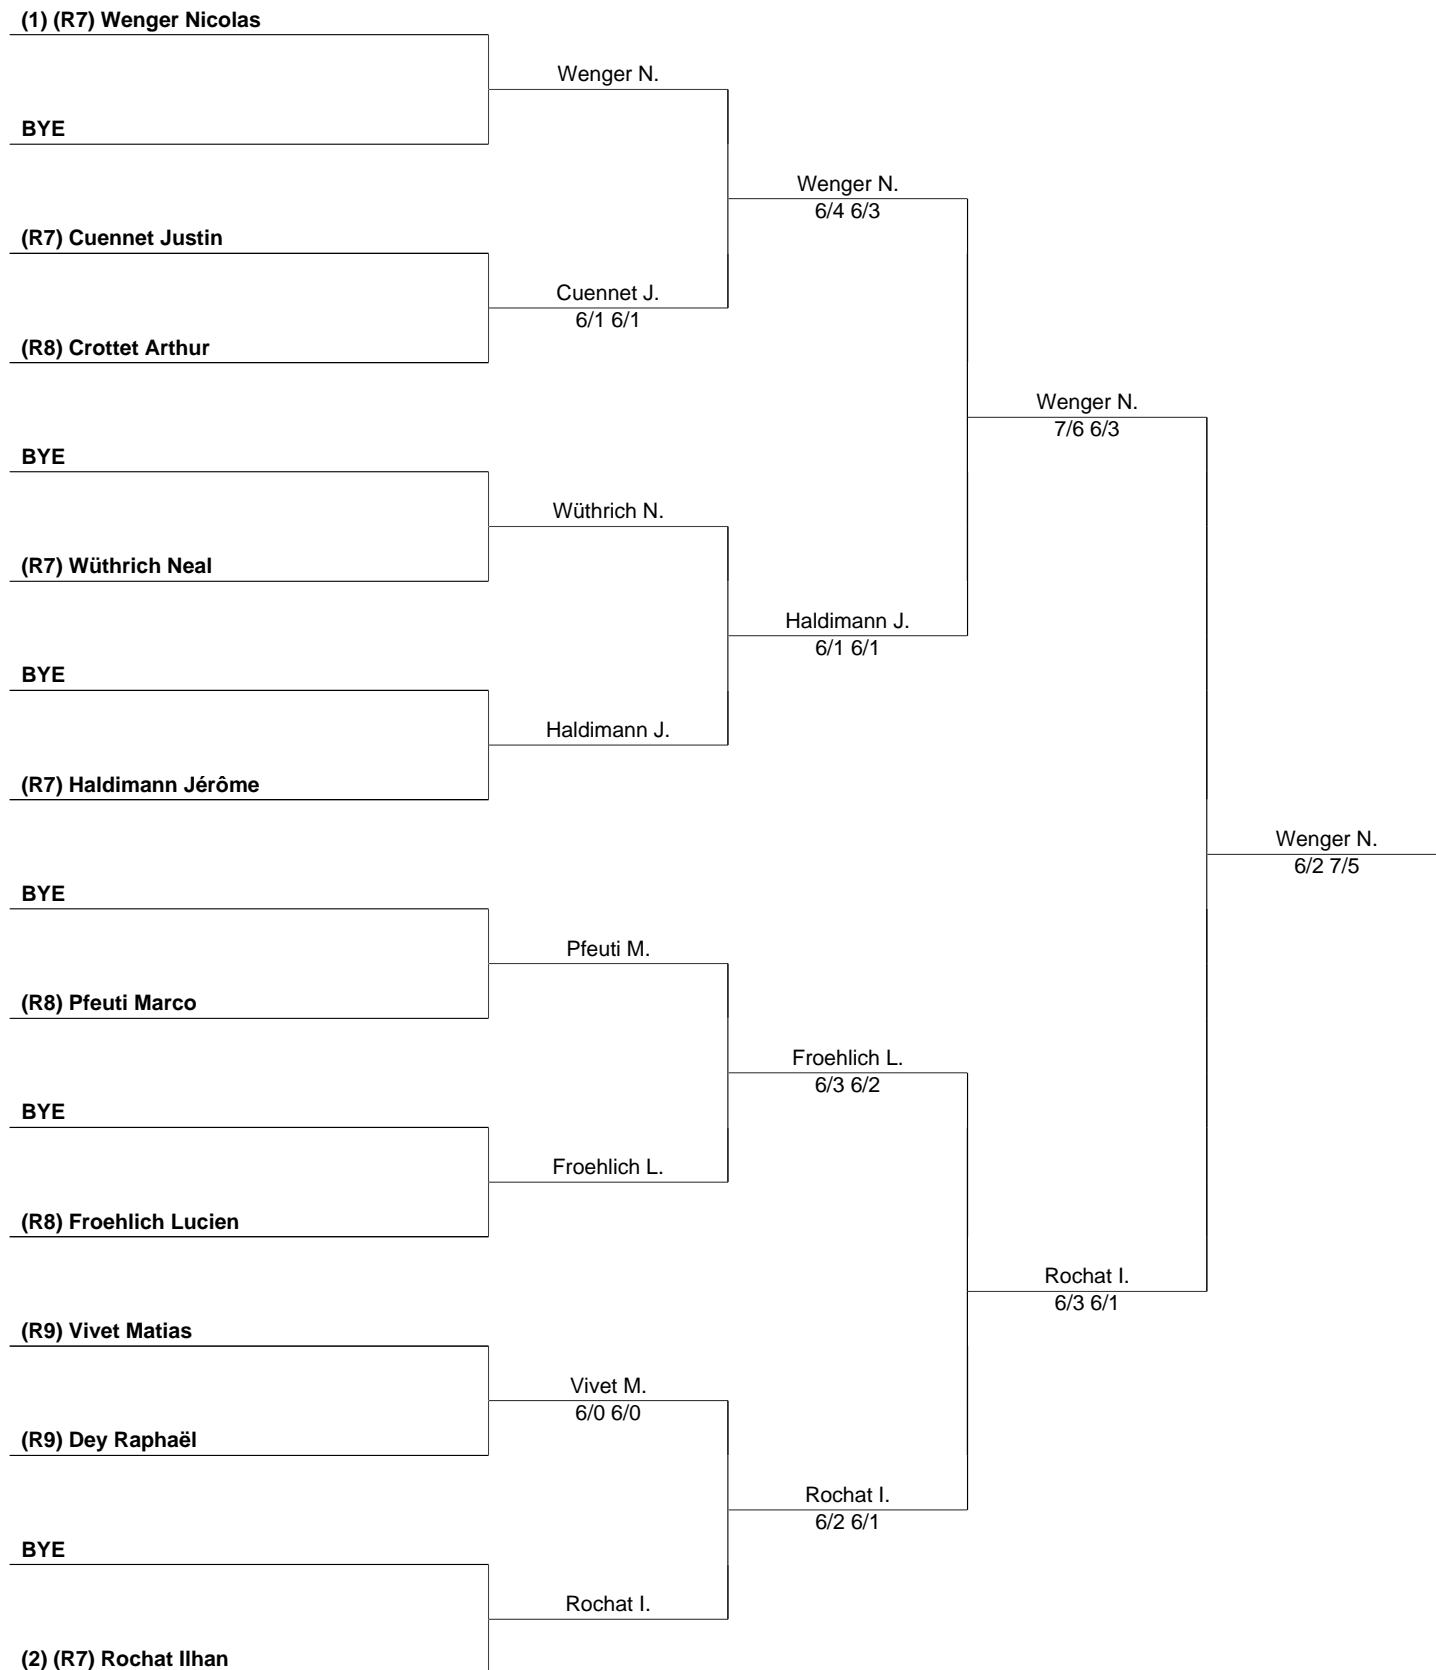 (1) (R7) Wenger Nicolas
Wenger N.
BYE
Wenger N.
6/4 6/3
(R7) Cuennet Justin
Cuennet J.
6/1 6/1
(R8) Crottet Arthur
Wenger N.
7/6 6/3
BYE
Wüthrich N.
(R7) Wüthrich Neal
Haldimann J.
6/1 6/1
BYE
Haldimann J.
(R7) Haldimann Jérôme
Wenger N.
6/2 7/5
BYE
Pfeuti M.
(R8) Pfeuti Marco
Froehlich L.
6/3 6/2
BYE
Froehlich L.
(R8) Froehlich Lucien
Rochat I.
6/3 6/1
(R9) Vivet Matias
Vivet M.
6/0 6/0
(R9) Dey Raphaël
Rochat I.
6/2 6/1
BYE
Rochat I.
(2) (R7) Rochat Ilhan